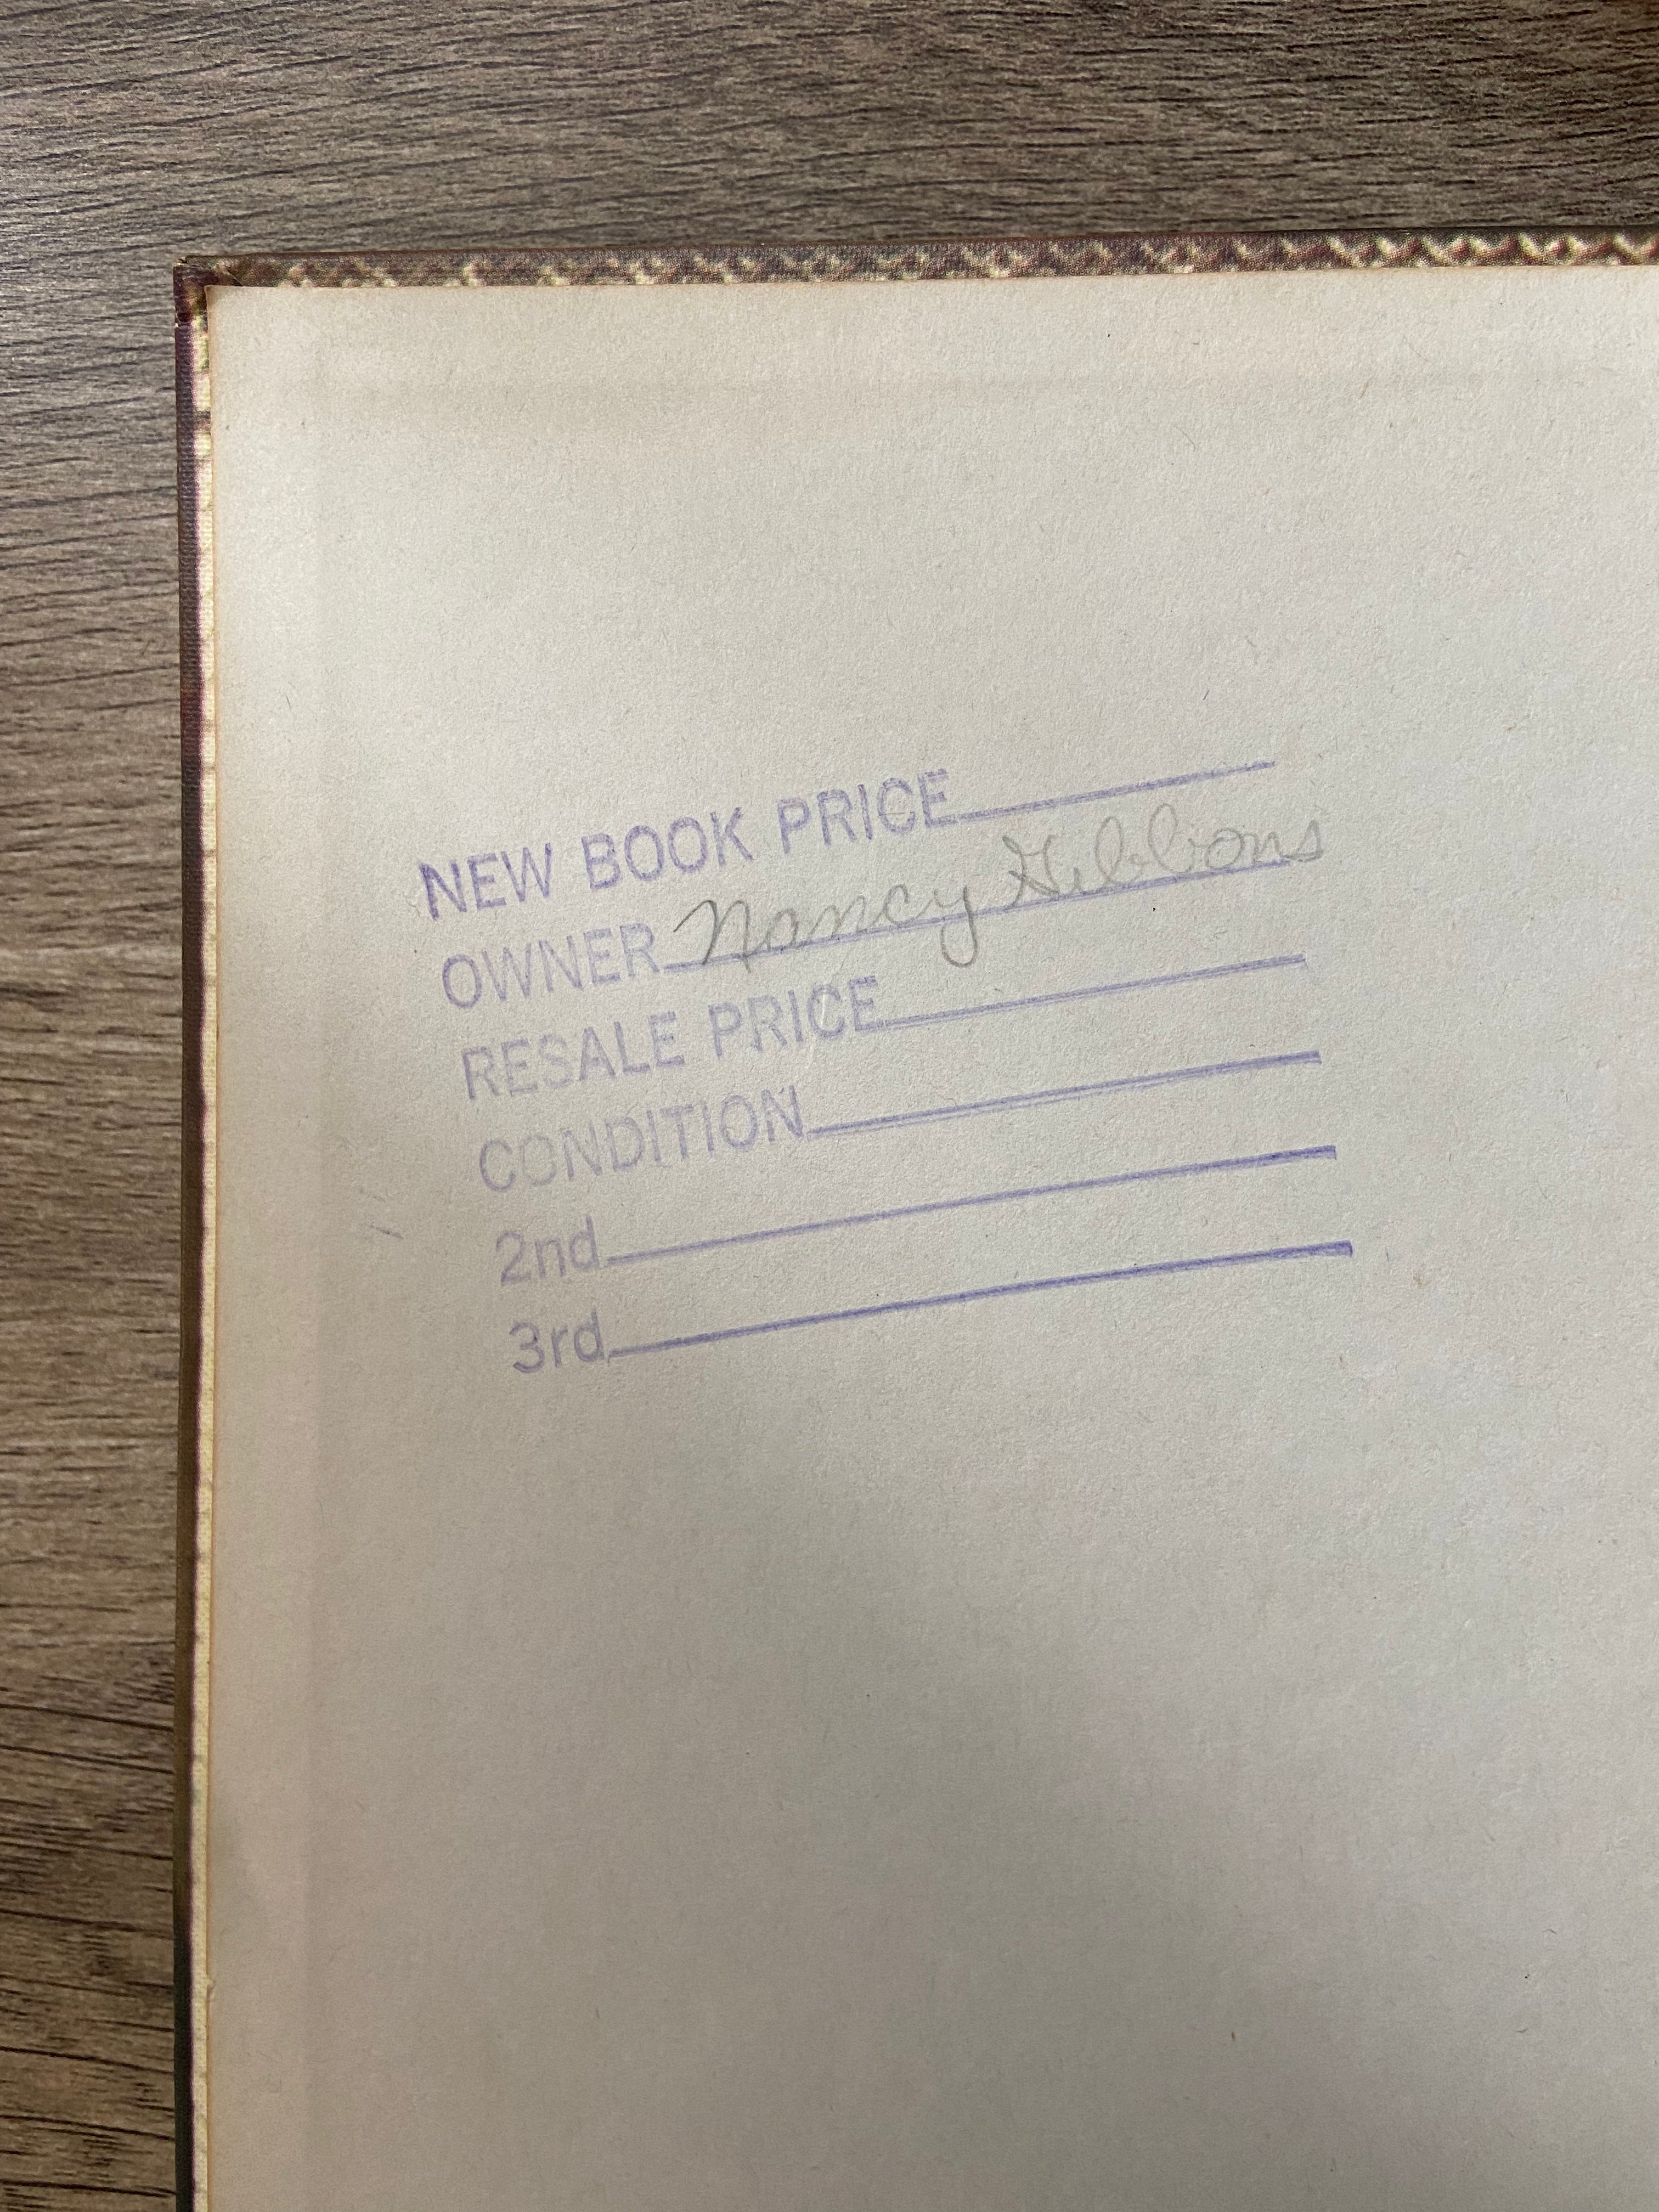 NEW BOOK PRICE
OWNER Nancy Gibbons
RESALE PRICE
CONDITION
2nd
3rd